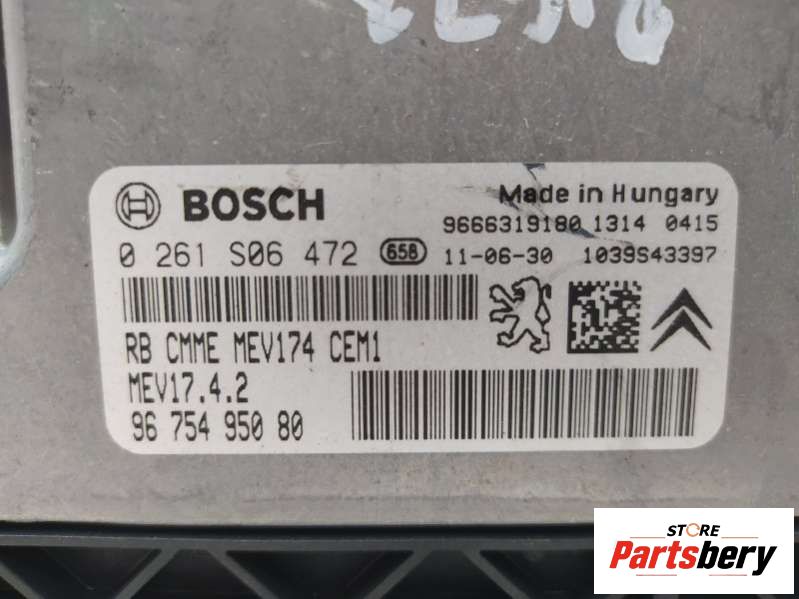 BOSCH
Made in Hungary
9666319180 1314 0415
0 261 S06 472 658 11-06-30 1039S43397
RB CMME MEV174 CEM1
MEV17.4.2
96 754 950 80
STORE
Partsbery